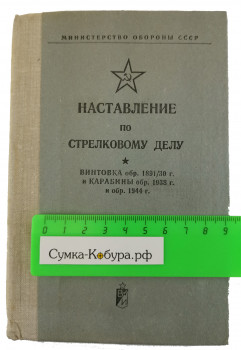 МИНИСТЕРСТВО ОБОРОНЫ СССР
НАСТАВЛЕНИЕ
ПО
СТРЕЛКОВОМУ ДЕЛУ
ВИНТОВКА обр. 1891/30 г.
и КАРАБИНЫ обр. 1938 г.
и обр. 1944 г.
0 1 2 3 4 5 6 7 8 9
Сумка-Кобура.рф